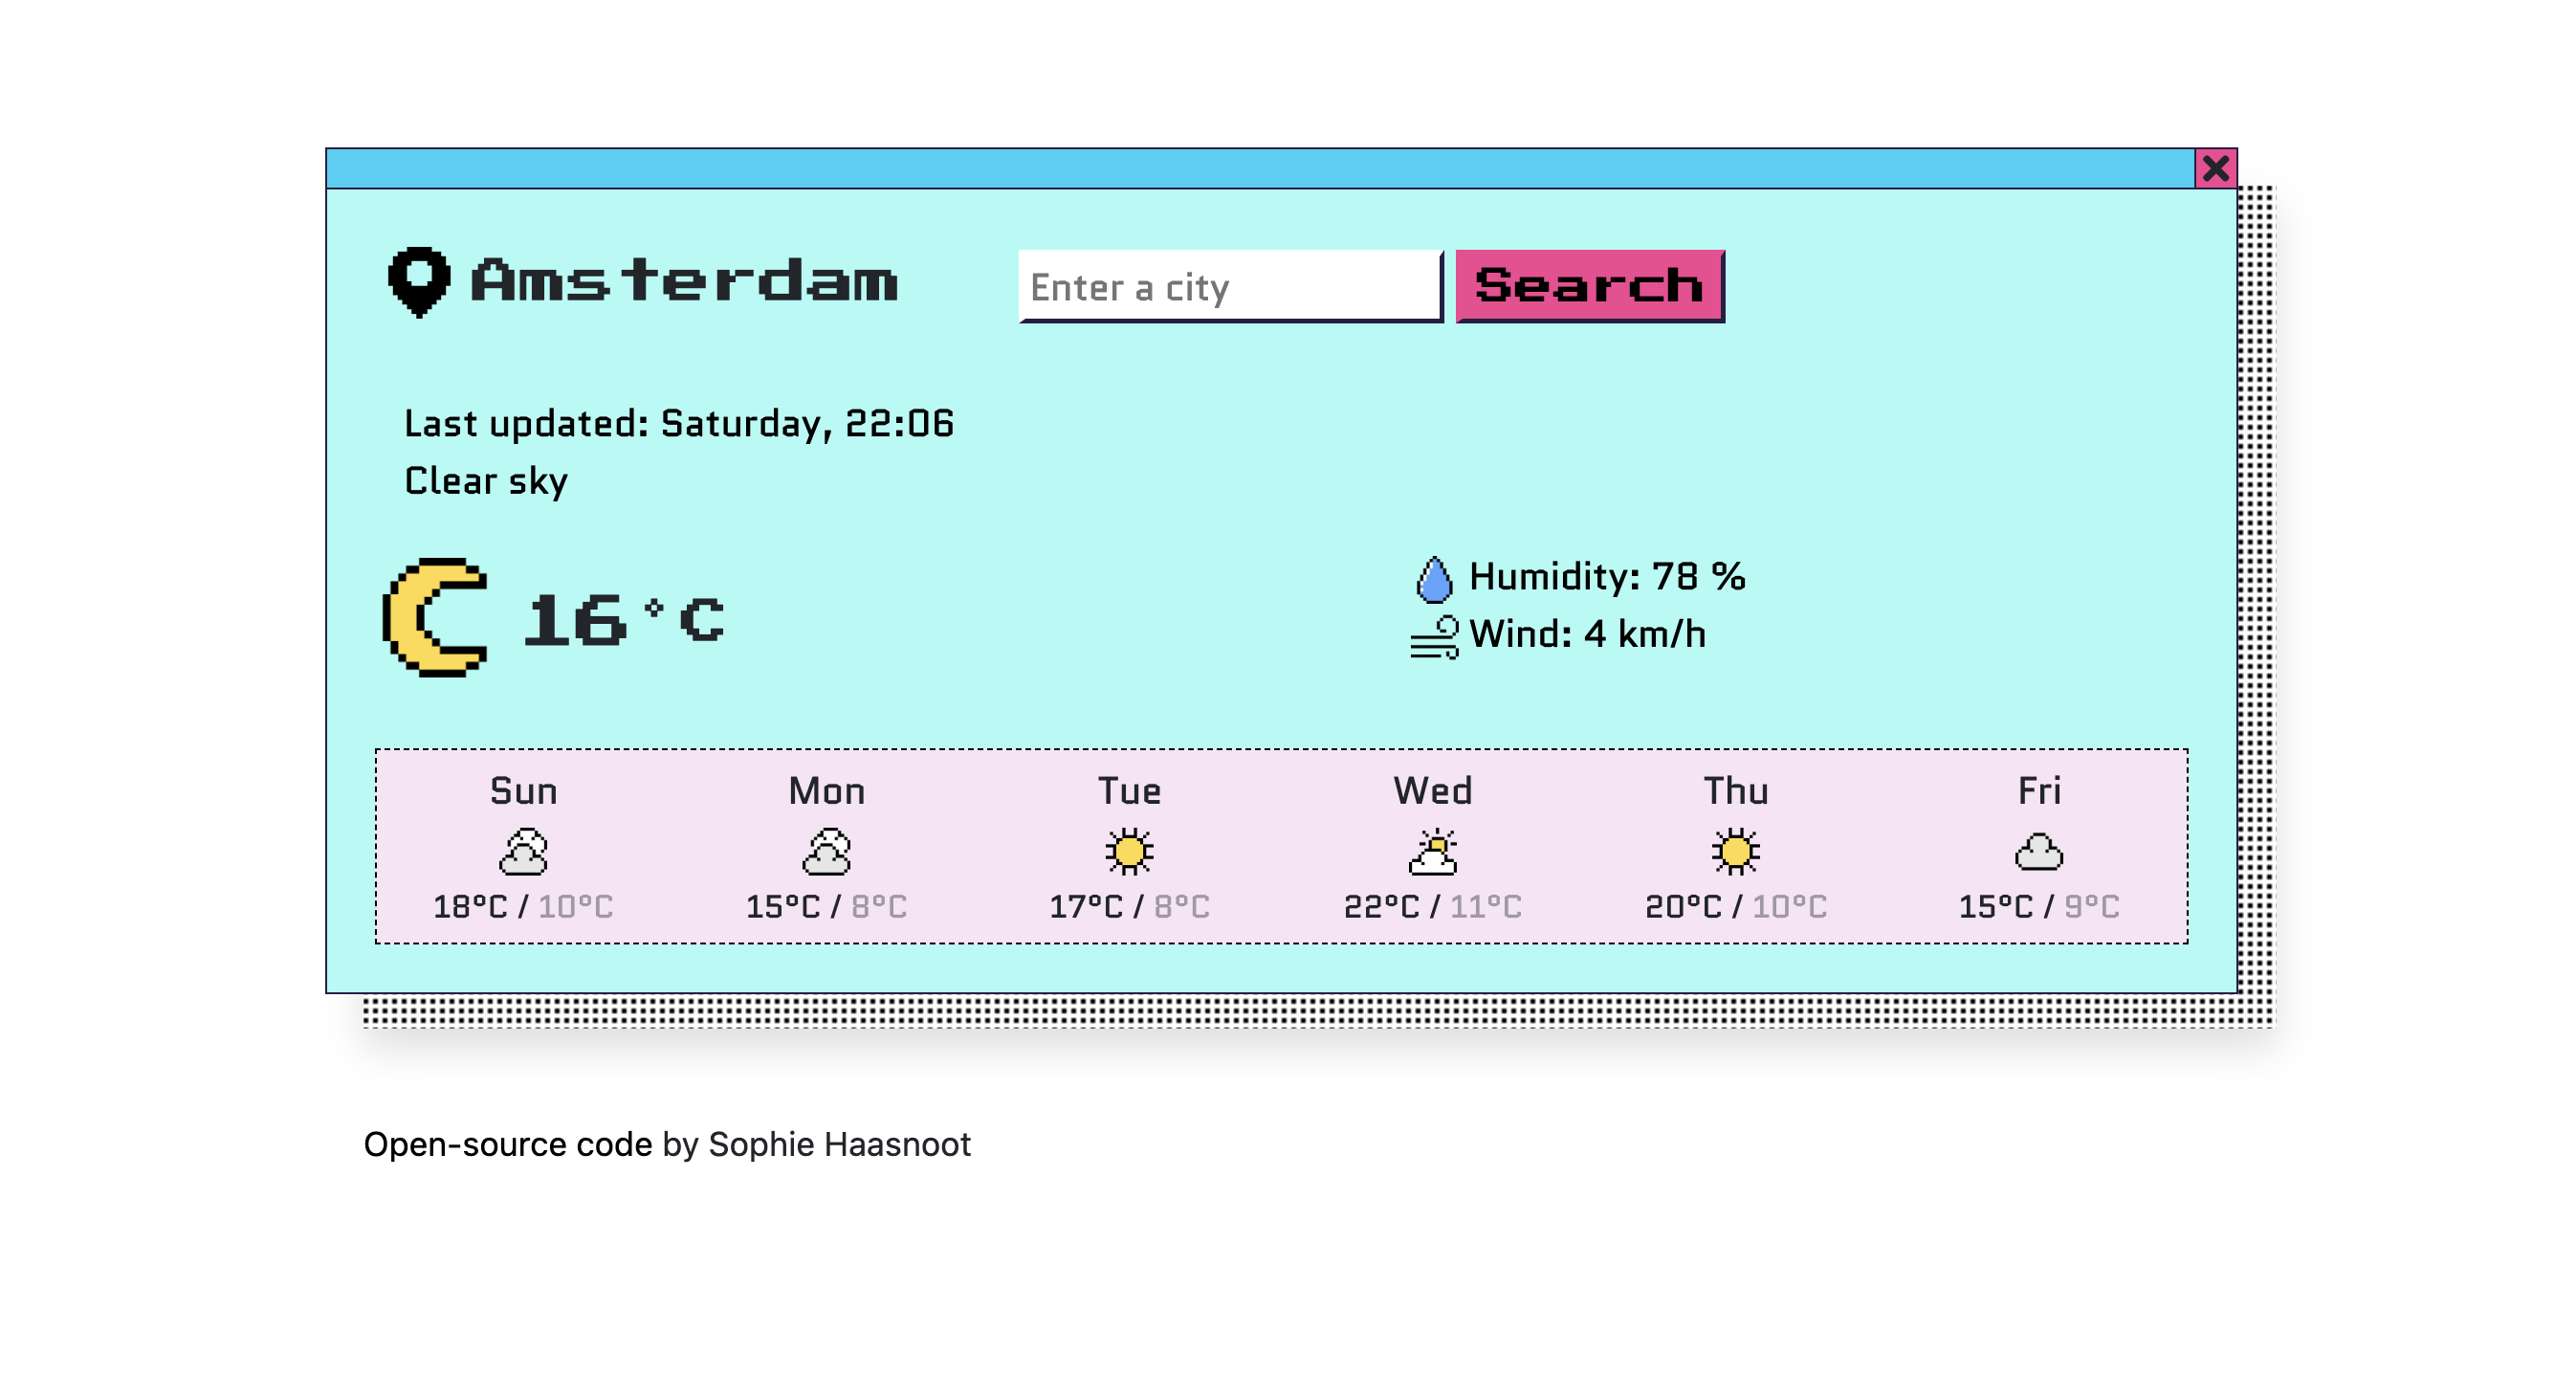 Amsterdam
Enter a city
Search
Last updated: Saturday, 22:06
Clear sky
16°C
Humidity: 78 %
Wind: 4 km/h
Sun Mon Tue Wed Thu Fri
18°C / 10°C 15°C / 8°C 17°C / 8°C 22°C / 11°C 20°C / 10°C 15°C / 9°C
Open-source code by Sophie Haasnoot